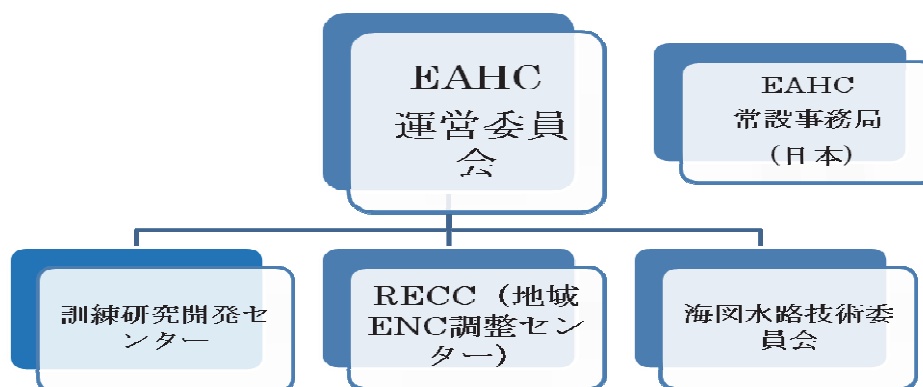 EAHC
運営委員
会
EAHC
常設事務局
(日本)
訓練研究開発セ
ンター
RECC（地域
ENC調整セン
ター）
海図水路技術委
員会